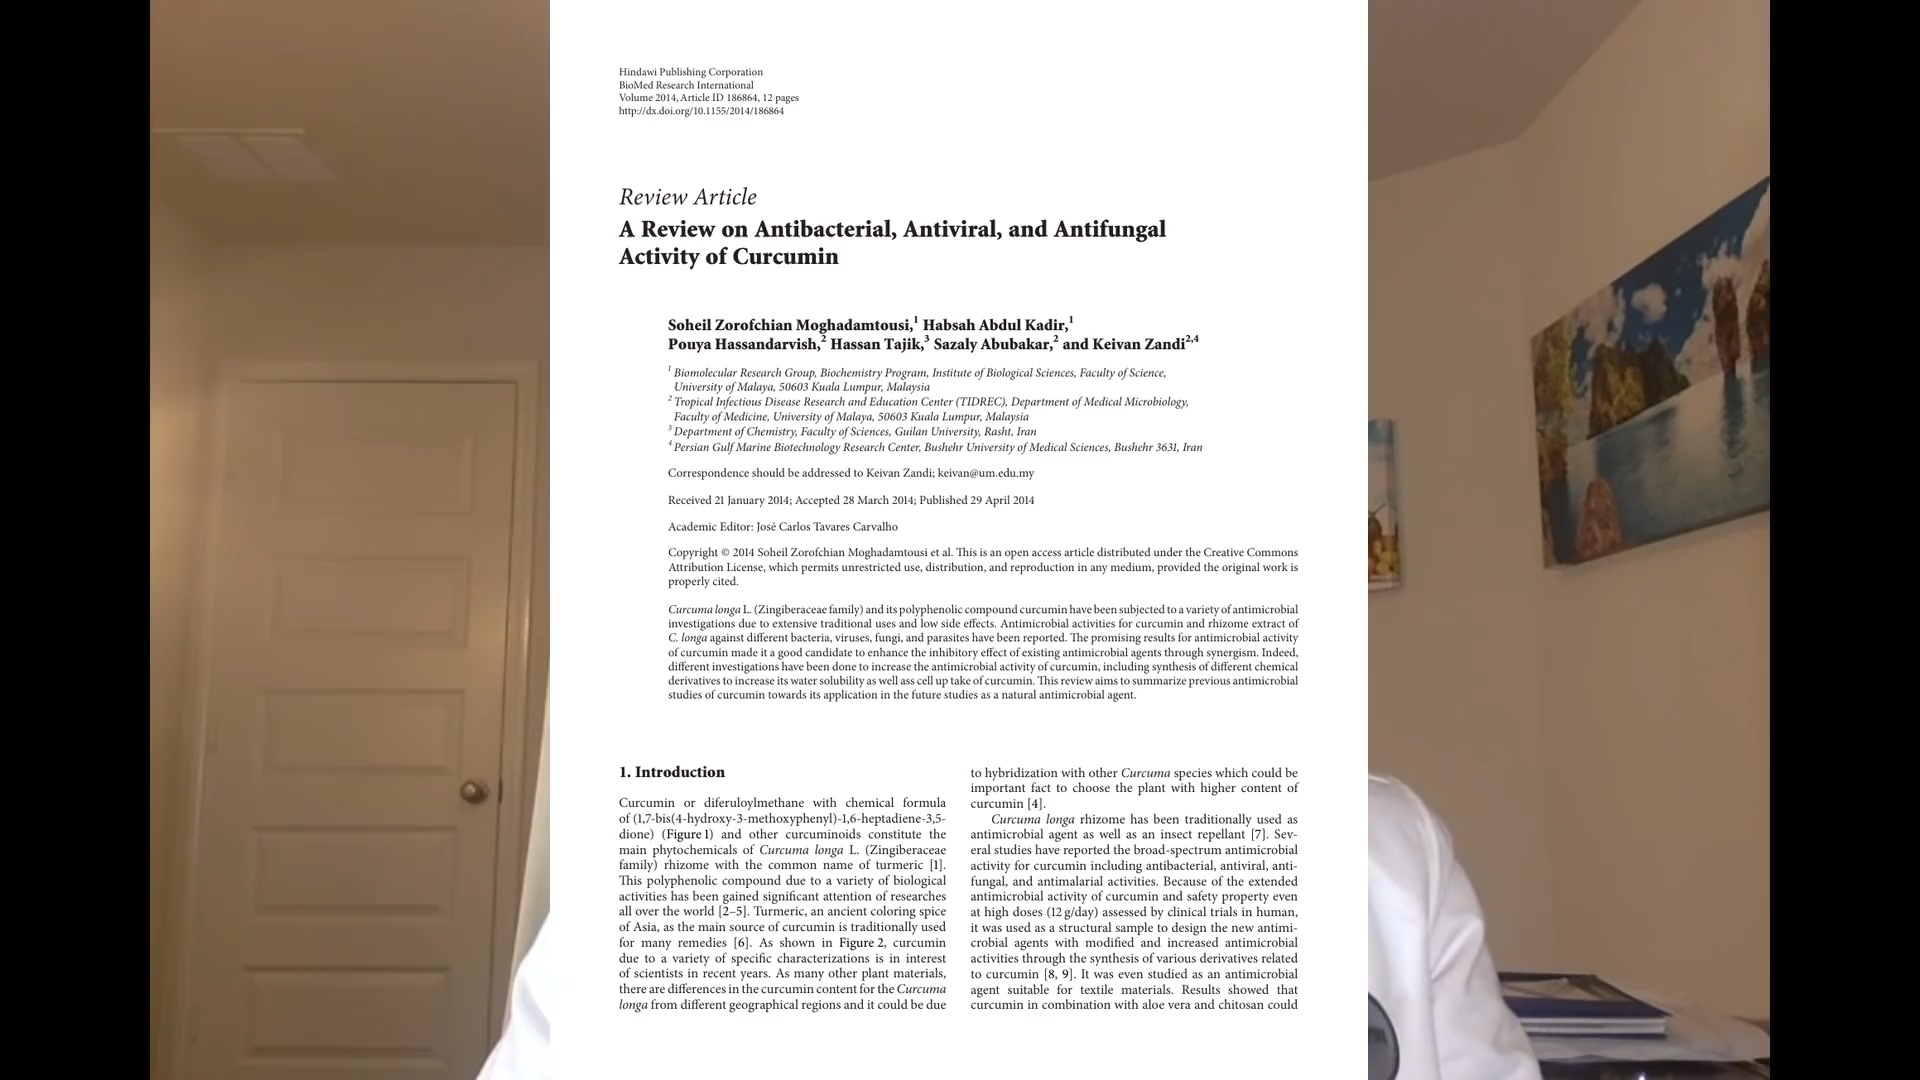 Hindawi Publishing Corporation
BioMed Research International
Volume 2014, Article ID 186864, 12 pages
http://dx.doi.org/10.1155/2014/186864
Review Article
A Review on Antibacterial, Antiviral, and Antifungal
Activity of Curcumin
Soheil Zorofchian Moghadamtousi,1 Habsah Abdul Kadir,1
Pouya Hassandarvish,2 Hassan Tajik,3 Sazaly Abubakar,2 and Keivan Zandi2,4
1 Biomolecular Research Group, Biochemistry Program, Institute of Biological Sciences, Faculty of Science,
University of Malaya, 50603 Kuala Lumpur, Malaysia
2 Tropical Infectious Disease Research and Education Center (TIDREC), Department of Medical Microbiology,
Faculty of Medicine, University of Malaya, 50603 Kuala Lumpur, Malaysia
3 Department of Chemistry, Faculty of Sciences, Guilan University, Rasht, Iran
4 Persian Gulf Marine Biotechnology Research Center, Bushehr University of Medical Sciences, Bushehr 3631, Iran
Correspondence should be addressed to Keivan Zandi; keivan@um.edu.my
Received 21 January 2014; Accepted 28 March 2014; Published 29 April 2014
Academic Editor: José Carlos Tavares Carvalho
Copyright © 2014 Soheil Zorofchian Moghadamtousi et al. This is an open access article distributed under the Creative Commons
Attribution License, which permits unrestricted use, distribution, and reproduction in any medium, provided the original work is
properly cited.
Curcuma longa L. (Zingiberaceae family) and its polyphenolic compound curcumin have been subjected to a variety of antimicrobial
investigations due to extensive traditional uses and low side effects. Antimicrobial activities for curcumin and rhizome extract of
C. longa against different bacteria, viruses, fungi, and parasites have been reported. The promising results for antimicrobial activity
of curcumin made it a good candidate to enhance the inhibitory effect of existing antimicrobial agents through synergism. Indeed,
different investigations have been done to increase the antimicrobial activity of curcumin, including synthesis of different chemical
derivatives to increase its water solubility as well ass cell up take of curcumin. This review aims to summarize previous antimicrobial
studies of curcumin towards its application in the future studies as a natural antimicrobial agent.
1. Introduction
Curcumin or diferuloylmethane with chemical formula
of (1,7-bis(4-hydroxy-3-methoxyphenyl)-1,6-heptadiene-3,5-
dione) (Figure 1) and other curcuminoids constitute the
main phytochemicals of Curcuma longa L. (Zingiberaceae
family) rhizome with the common name of turmeric [1].
This polyphenolic compound due to a variety of biological
activities has been gained significant attention of researches
all over the world [2–5]. Turmeric, an ancient coloring spice
of Asia, as the main source of curcumin is traditionally used
for many remedies [6]. As shown in Figure 2, curcumin
due to a variety of specific characterizations is in interest
of scientists in recent years. As many other plant materials,
there are differences in the curcumin content for the Curcuma
longa from different geographical regions and it could be due
to hybridization with other Curcuma species which could be
important fact to choose the plant with higher content of
curcumin [4].
Curcuma longa rhizome has been traditionally used as
antimicrobial agent as well as an insect repellant [7]. Sev-
eral studies have reported the broad-spectrum antimicrobial
activity for curcumin including antibacterial, antiviral, anti-
fungal, and antimalarial activities. Because of the extended
antimicrobial activity of curcumin and safety property even
at high doses (12 g/day) assessed by clinical trials in human,
it was used as a structural sample to design the new antimi-
crobial agents with modified and increased antimicrobial
activities through the synthesis of various derivatives related
to curcumin [8, 9]. It was even studied as an antimicrobial
agent suitable for textile materials. Results showed that
curcumin in combination with aloe vera and chitosan could